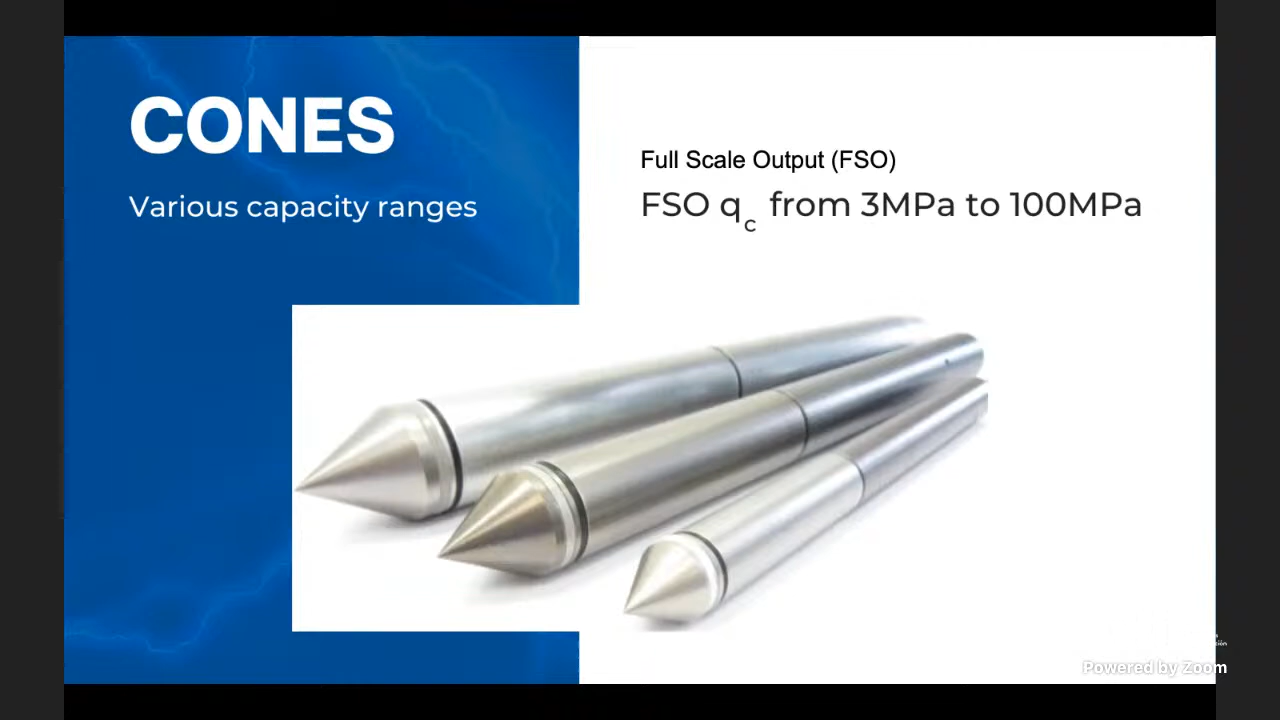 CONES
Various capacity ranges
Full Scale Output (FSO)
FSO qc from 3MPa to 100MPa
Powered by Zoom